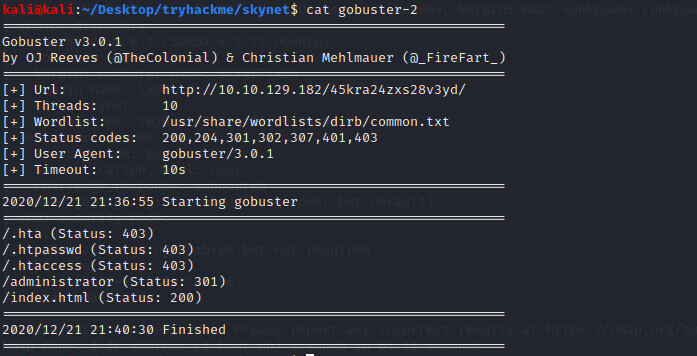 kali@kali:~/Desktop/tryhackme/skynet$ cat gobuster-2
===============================================================
Gobuster v3.0.1
by OJ Reeves (@TheColonial) & Christian Mehlmauer (@_FireFart_)
===============================================================
[+] Url:            http://10.10.129.182/45kra24zxs28v3yd/
[+] Threads:        10
[+] Wordlist:       /usr/share/wordlists/dirb/common.txt
[+] Status codes:   200,204,301,302,307,401,403
[+] User Agent:     gobuster/3.0.1
[+] Timeout:        10s
===============================================================
2020/12/21 21:36:55 Starting gobuster
===============================================================
/.hta (Status: 403)
/.htpasswd (Status: 403)
/.htaccess (Status: 403)
/administrator (Status: 301)
/index.html (Status: 200)
===============================================================
2020/12/21 21:40:30 Finished
===============================================================